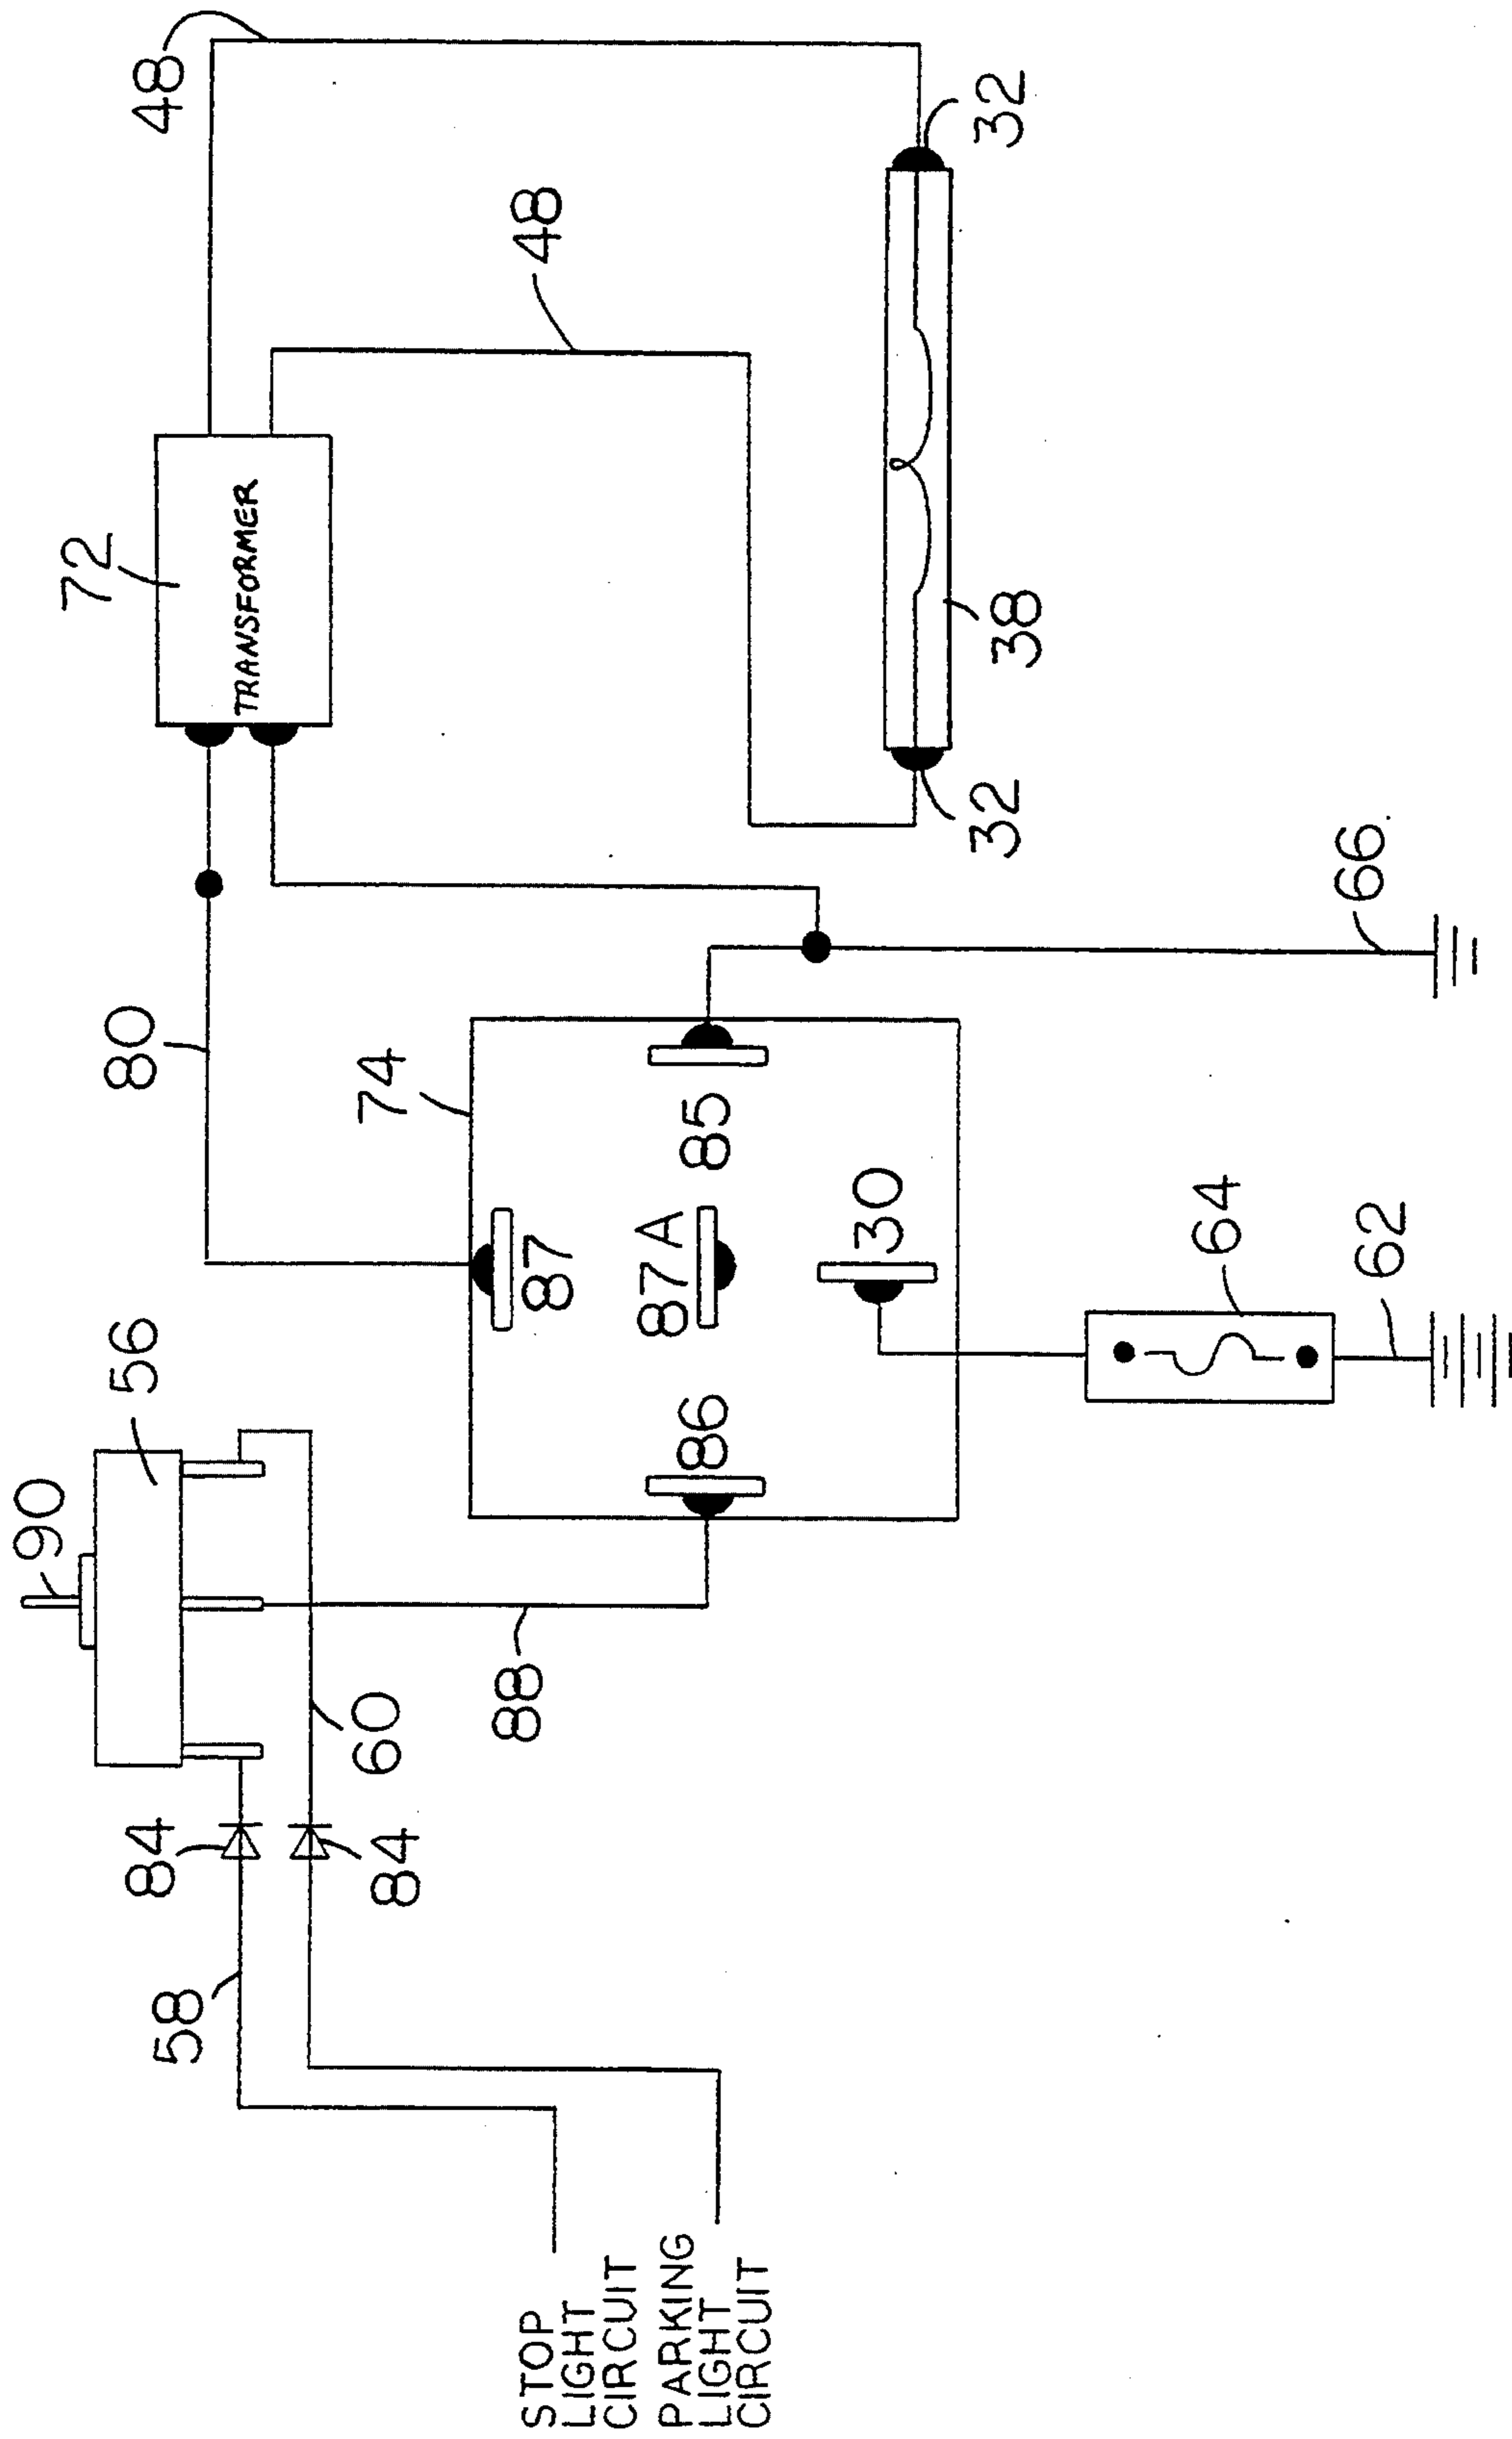 90
56
84
58
84
60
88
STOP
LIGHT
CIRCUIT
PARKING
LIGHT
CIRCUIT
80
74
87
87A
86
85
30
64
62
66
72
TRANSFORMER
48
48
32
38
32